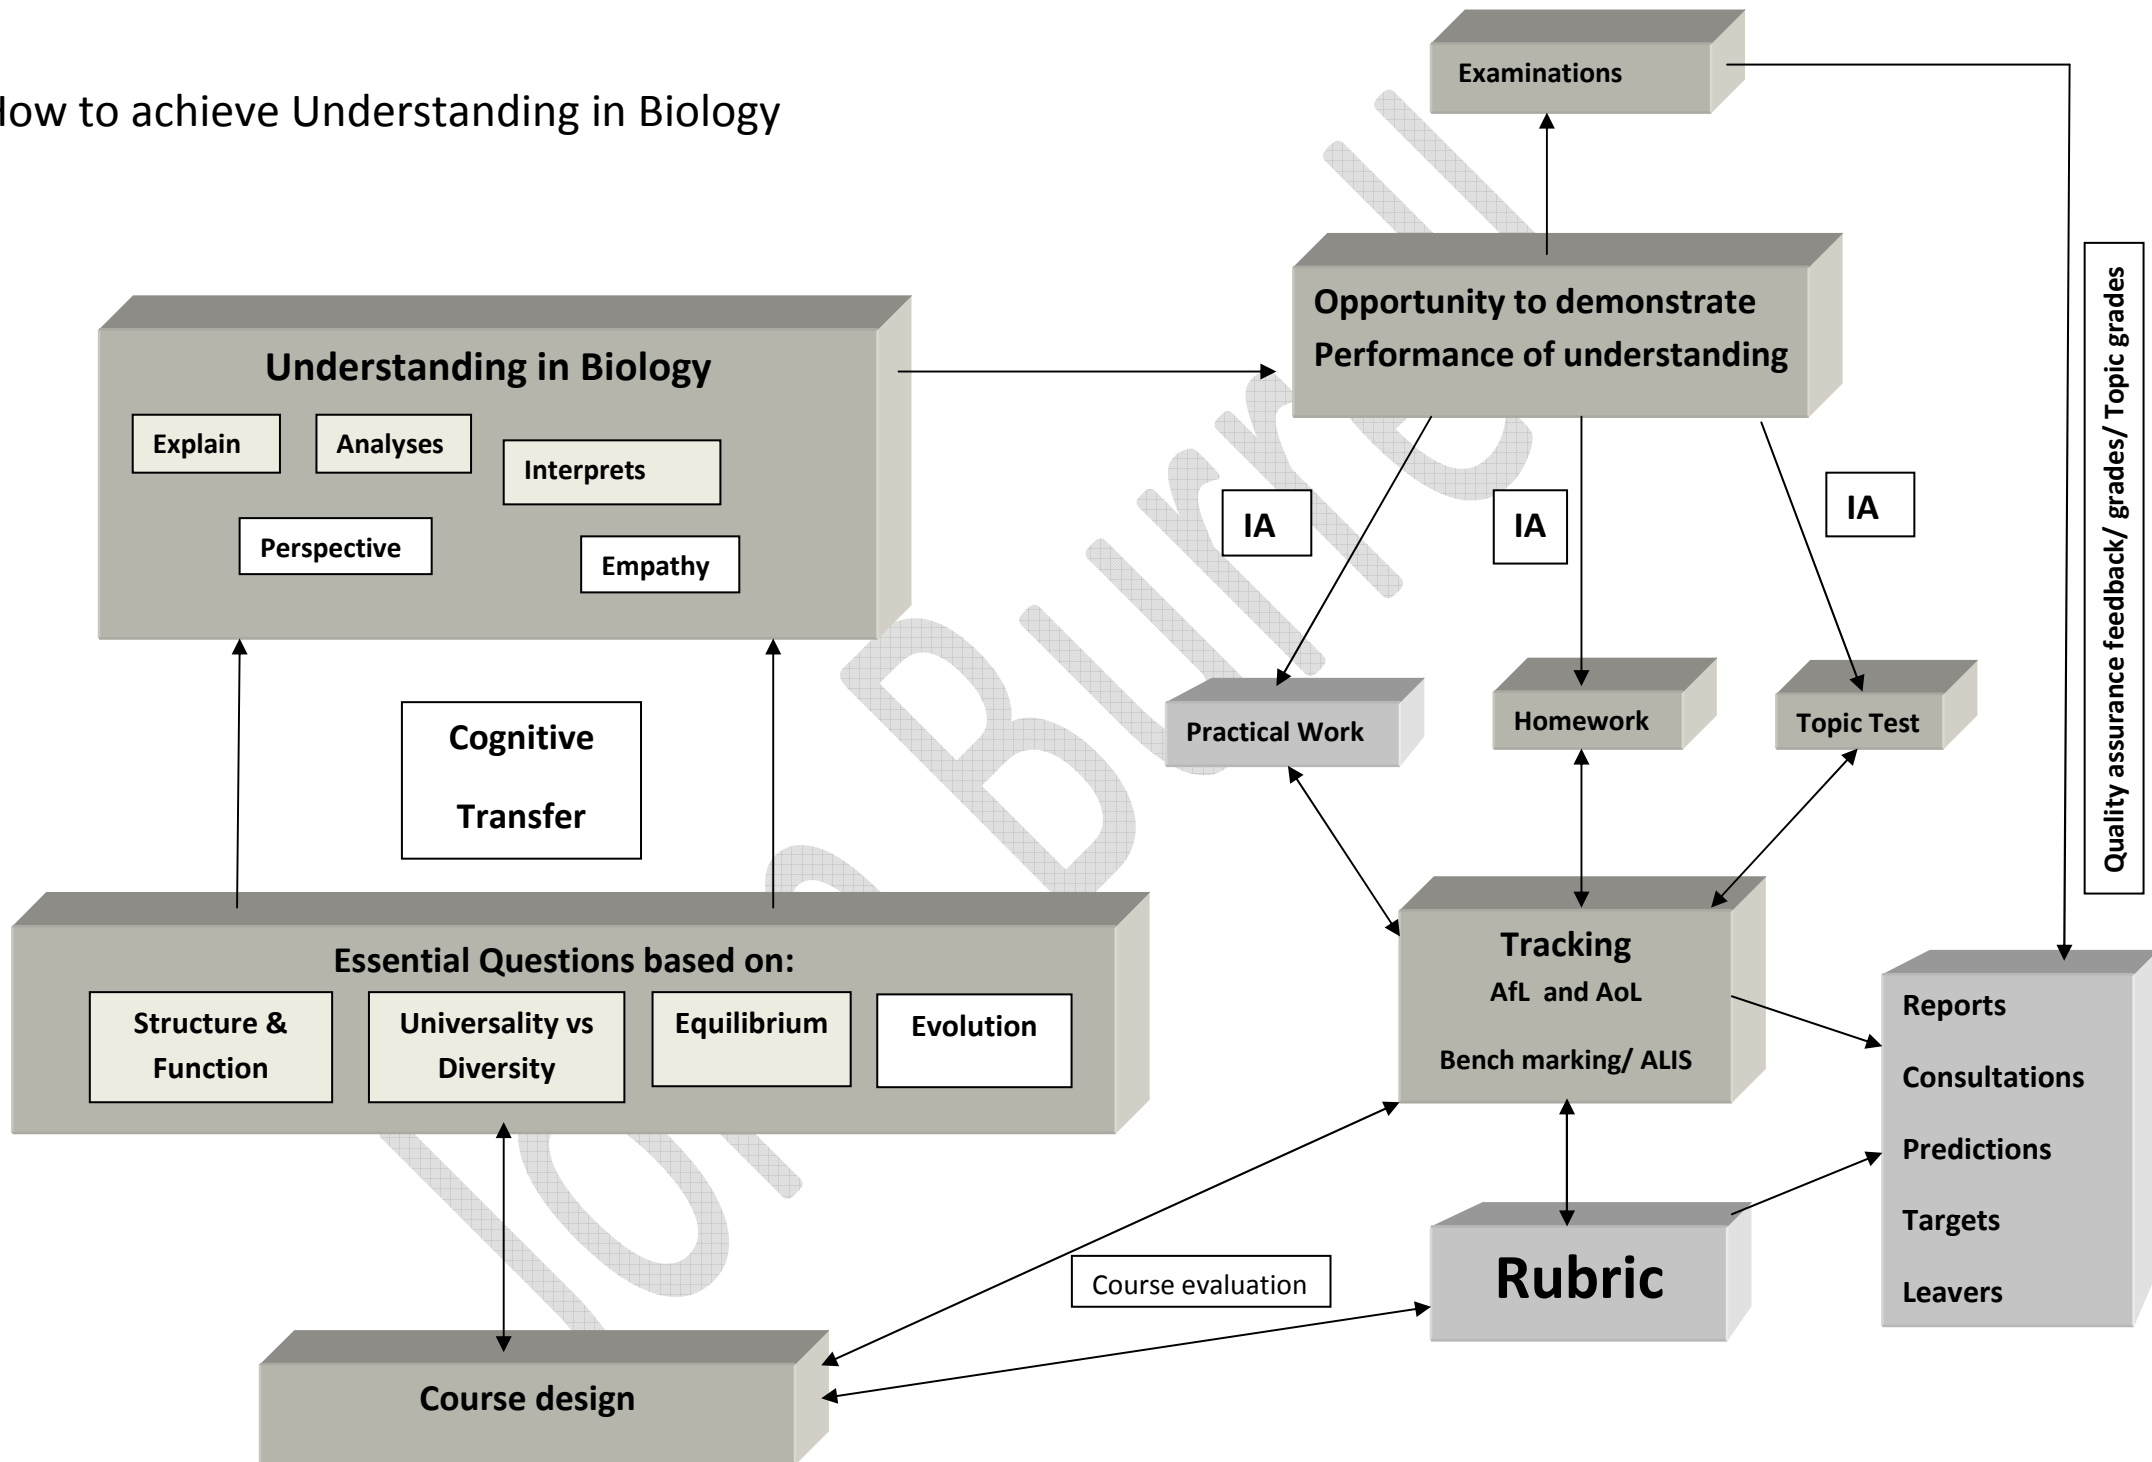 How to achieve Understanding in Biology
Examinations
Opportunity to demonstrate
Performance of understanding
Quality assurance feedback/ grades/ Topic grades
Understanding in Biology
Explain
Analyses
Interprets
Perspective
Empathy
IA
IA
IA
Cognitive
Transfer
Practical Work
Homework
Topic Test
Essential Questions based on:
Structure &
Function
Universality vs
Diversity
Equilibrium
Evolution
Tracking
AfL and AoL
Bench marking/ ALIS
Reports
Consultations
Predictions
Targets
Leavers
Course evaluation
Rubric
Course design